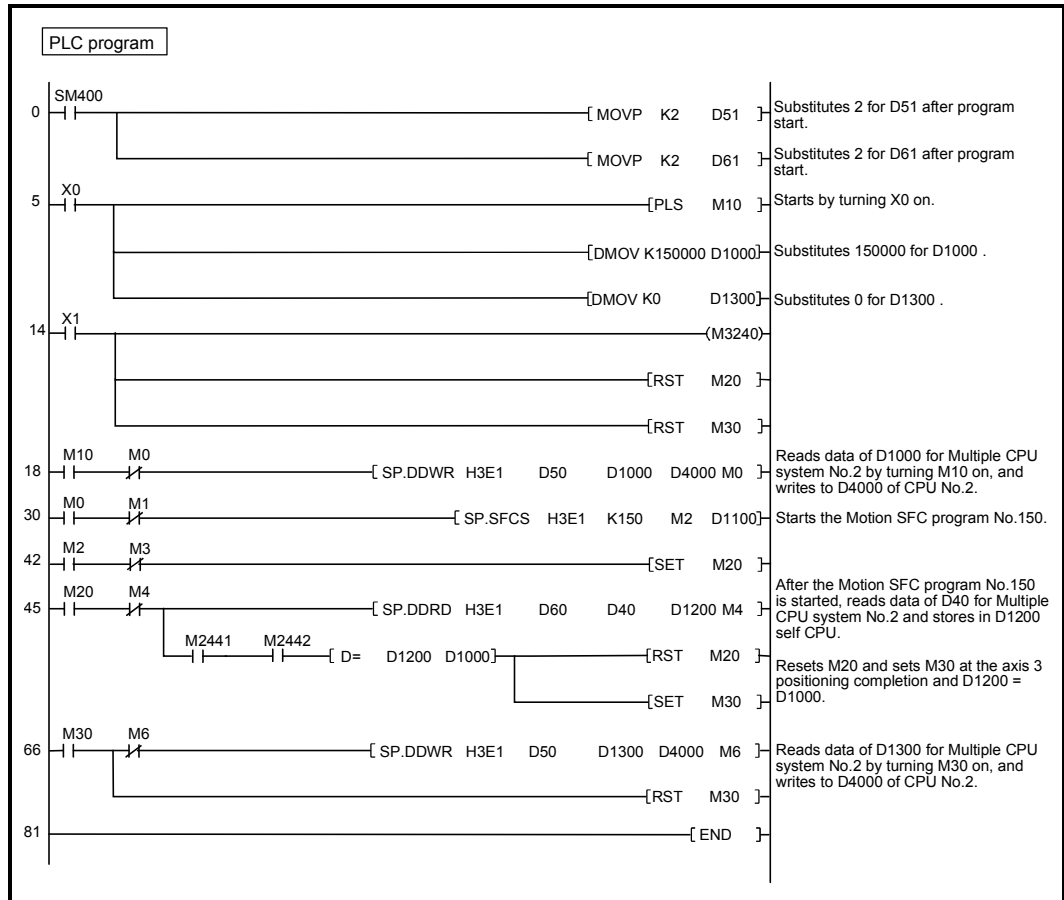 PLC program
SM400
0 [ MOVP K2 D51 ] Substitutes 2 for D51 after program
start.
[ MOVP K2 D61 ] Substitutes 2 for D61 after program
start.
X0
5 [PLS M10 ] Starts by turning X0 on.
[DMOV K150000 D1000] Substitutes 150000 for D1000 .
[DMOV K0 D1300] Substitutes 0 for D1300 .
X1
14 (M3240)
[RST M20 ]
[RST M30 ]
M10 M0
18 [ SP.DDWR H3E1 D50 D1000 D4000 M0 ] Reads data of D1000 for Multiple CPU
system No.2 by turning M10 on, and
writes to D4000 of CPU No.2.
M0 M1
30 [ SP.SFCS H3E1 K150 M2 D1100] Starts the Motion SFC program No.150.
M2 M3
42 [SET M20 ]
M20 M4
45 [ SP.DDRD H3E1 D60 D40 D1200 M4 ] After the Motion SFC program No.150
is started, reads data of D40 for Multiple
CPU system No.2 and stores in D1200
self CPU.
M2441 M2442
[ D= D1200 D1000] [RST M20 ]
Resets M20 and sets M30 at the axis 3
positioning completion and D1200 =
D1000.
[SET M30 ]
M30 M6
66 [ SP.DDWR H3E1 D50 D1300 D4000 M6 ] Reads data of D1300 for Multiple CPU
system No.2 by turning M30 on, and
writes to D4000 of CPU No.2.
[RST M30 ]
81 [ END ]